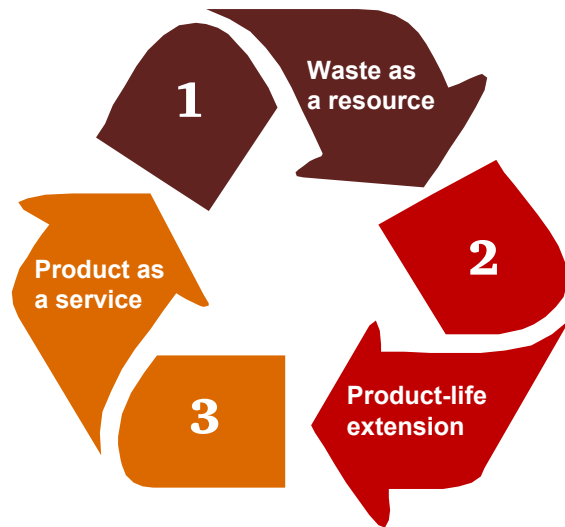 1
Waste as
a resource
2
Product-life
extension
3
Product as
a service